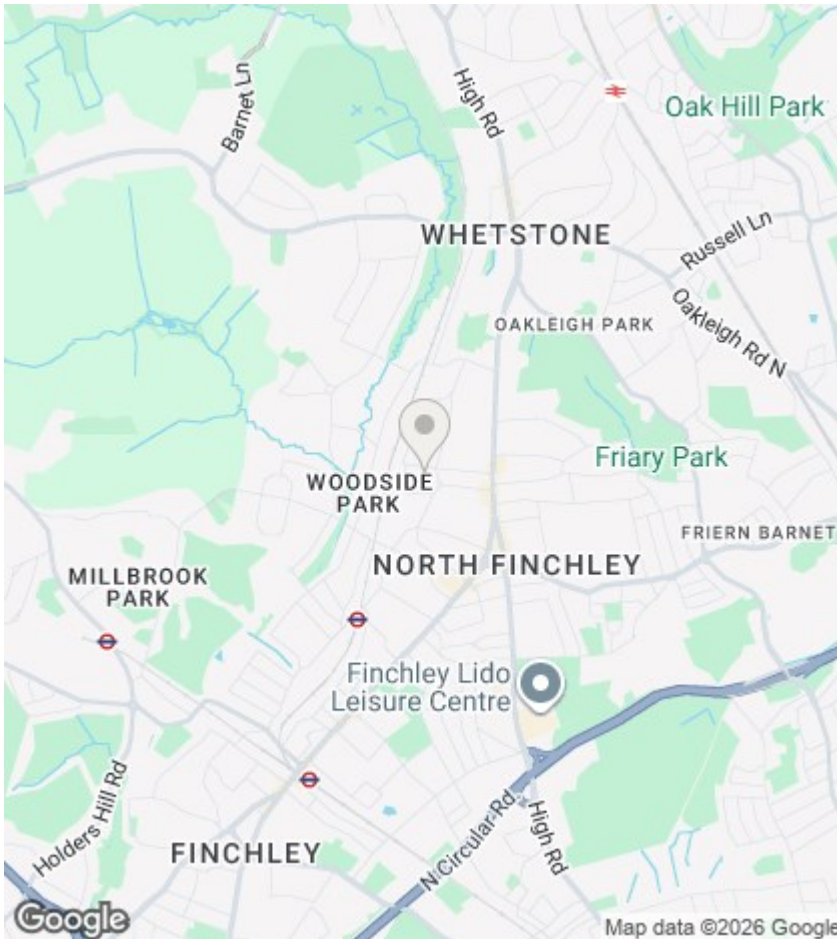 Barnet Ln
High Rd
Oak Hill Park
WHETSTONE
Russell Ln
OAKLEIGH PARK
Oakleigh Rd N
Friary Park
WOODSIDE
PARK
FRIERN BARNET
NORTH FINCHLEY
MILLBROOK
PARK
Finchley Lido
Leisure Centre
Holders Hill Rd
N Circular Rd
High Rd
FINCHLEY
Google
Map data ©2026 Google